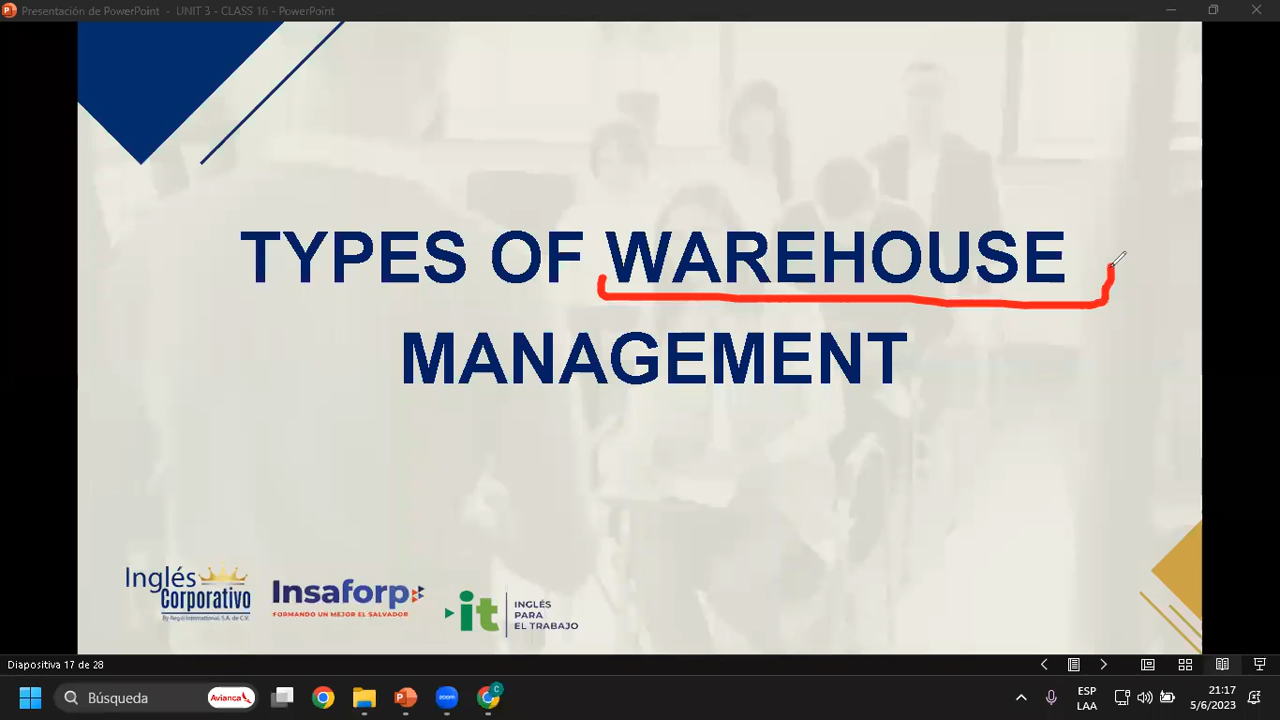 Presentación de PowerPoint - UNIT 3 - CLASS 16 - PowerPoint
TYPES OF WAREHOUSE
MANAGEMENT
Inglés
Corporativo
By Regal International, S.A. de C.V.
Insaforp
FORMANDO UN MEJOR EL SALVADOR
it
INGLÉS
PARA
EL TRABAJO
Diapositiva 17 de 28
Búsqueda
Avianca
zoom
C
ESP
LAA
21:17
5/6/2023